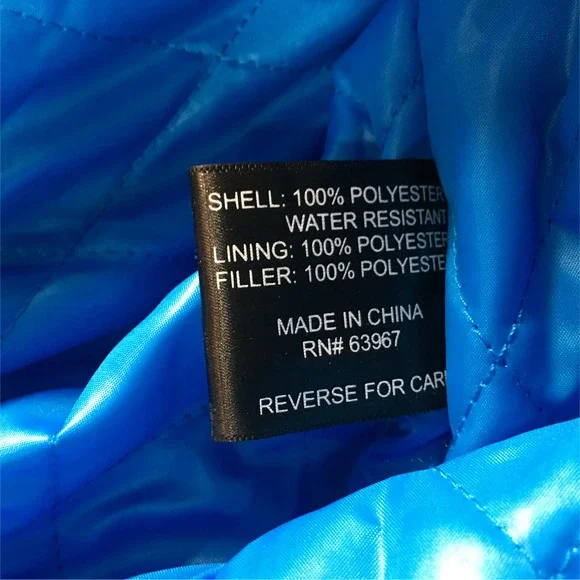 SHELL: 100% POLYESTER
WATER RESISTANT
LINING: 100% POLYESTER
FILLER: 100% POLYESTE
MADE IN CHINA
RN# 63967
REVERSE FOR CAR